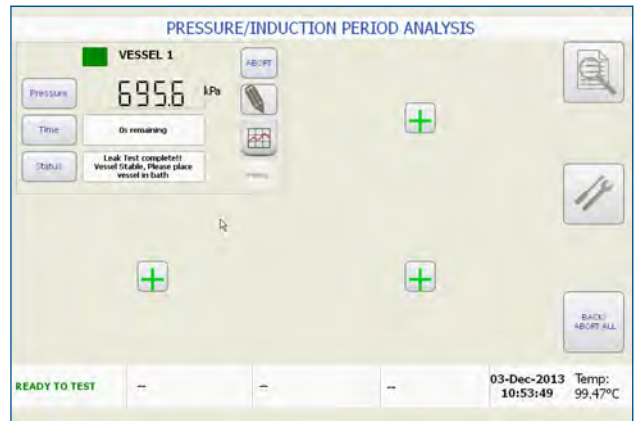 PRESSURE/INDUCTION PERIOD ANALYSIS
VESSEL 1
ABORT
Pressure
695.6 kPa
Time
0s remaining
Status
Leak Test complete!!
Vessel Stable, Please place
vessel in bath
BACK/
ABORT ALL
READY TO TEST
--
--
--
03-Dec-2013
10:53:49
Temp:
99.47ºC